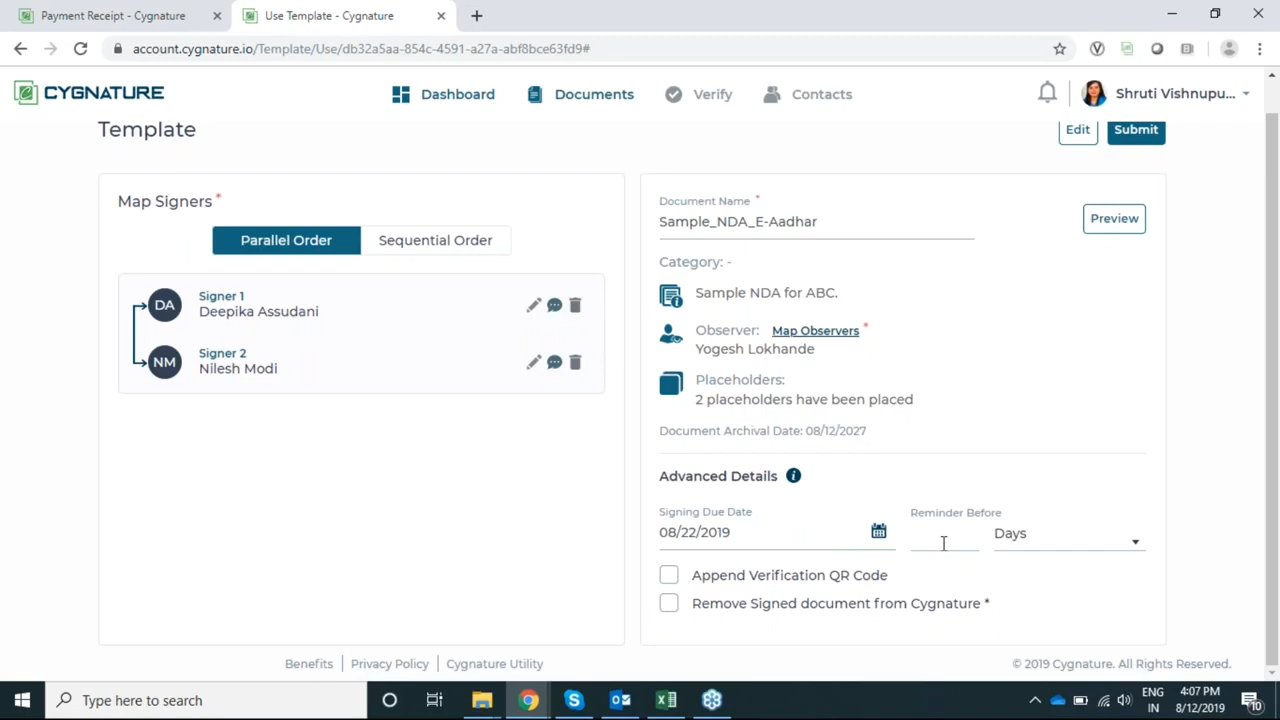 Payment Receipt - Cygnature
Use Template - Cygnature
account.cygnature.io/Template/Use/db32a5aa-854c-4591-a27a-abf8bce63fd9#
CYGNATURE
Dashboard
Documents
Verify
Contacts
Shruti Vishnupu...
Template
Edit
Submit
Map Signers *
Parallel Order
Sequential Order
DA
Signer 1
Deepika Assudani
NM
Signer 2
Nilesh Modi
Document Name *
Sample_NDA_E-Aadhar
Preview
Category: -
Sample NDA for ABC.
Observer: Map Observers *
Yogesh Lokhande
Placeholders:
2 placeholders have been placed
Document Archival Date: 08/12/2027
Advanced Details
Signing Due Date
08/22/2019
Reminder Before
Days
Append Verification QR Code
Remove Signed document from Cygnature *
Benefits
Privacy Policy
Cygnature Utility
© 2019 Cygnature. All Rights Reserved.
Type here to search
ENG
IN
4:07 PM
8/12/2019
10